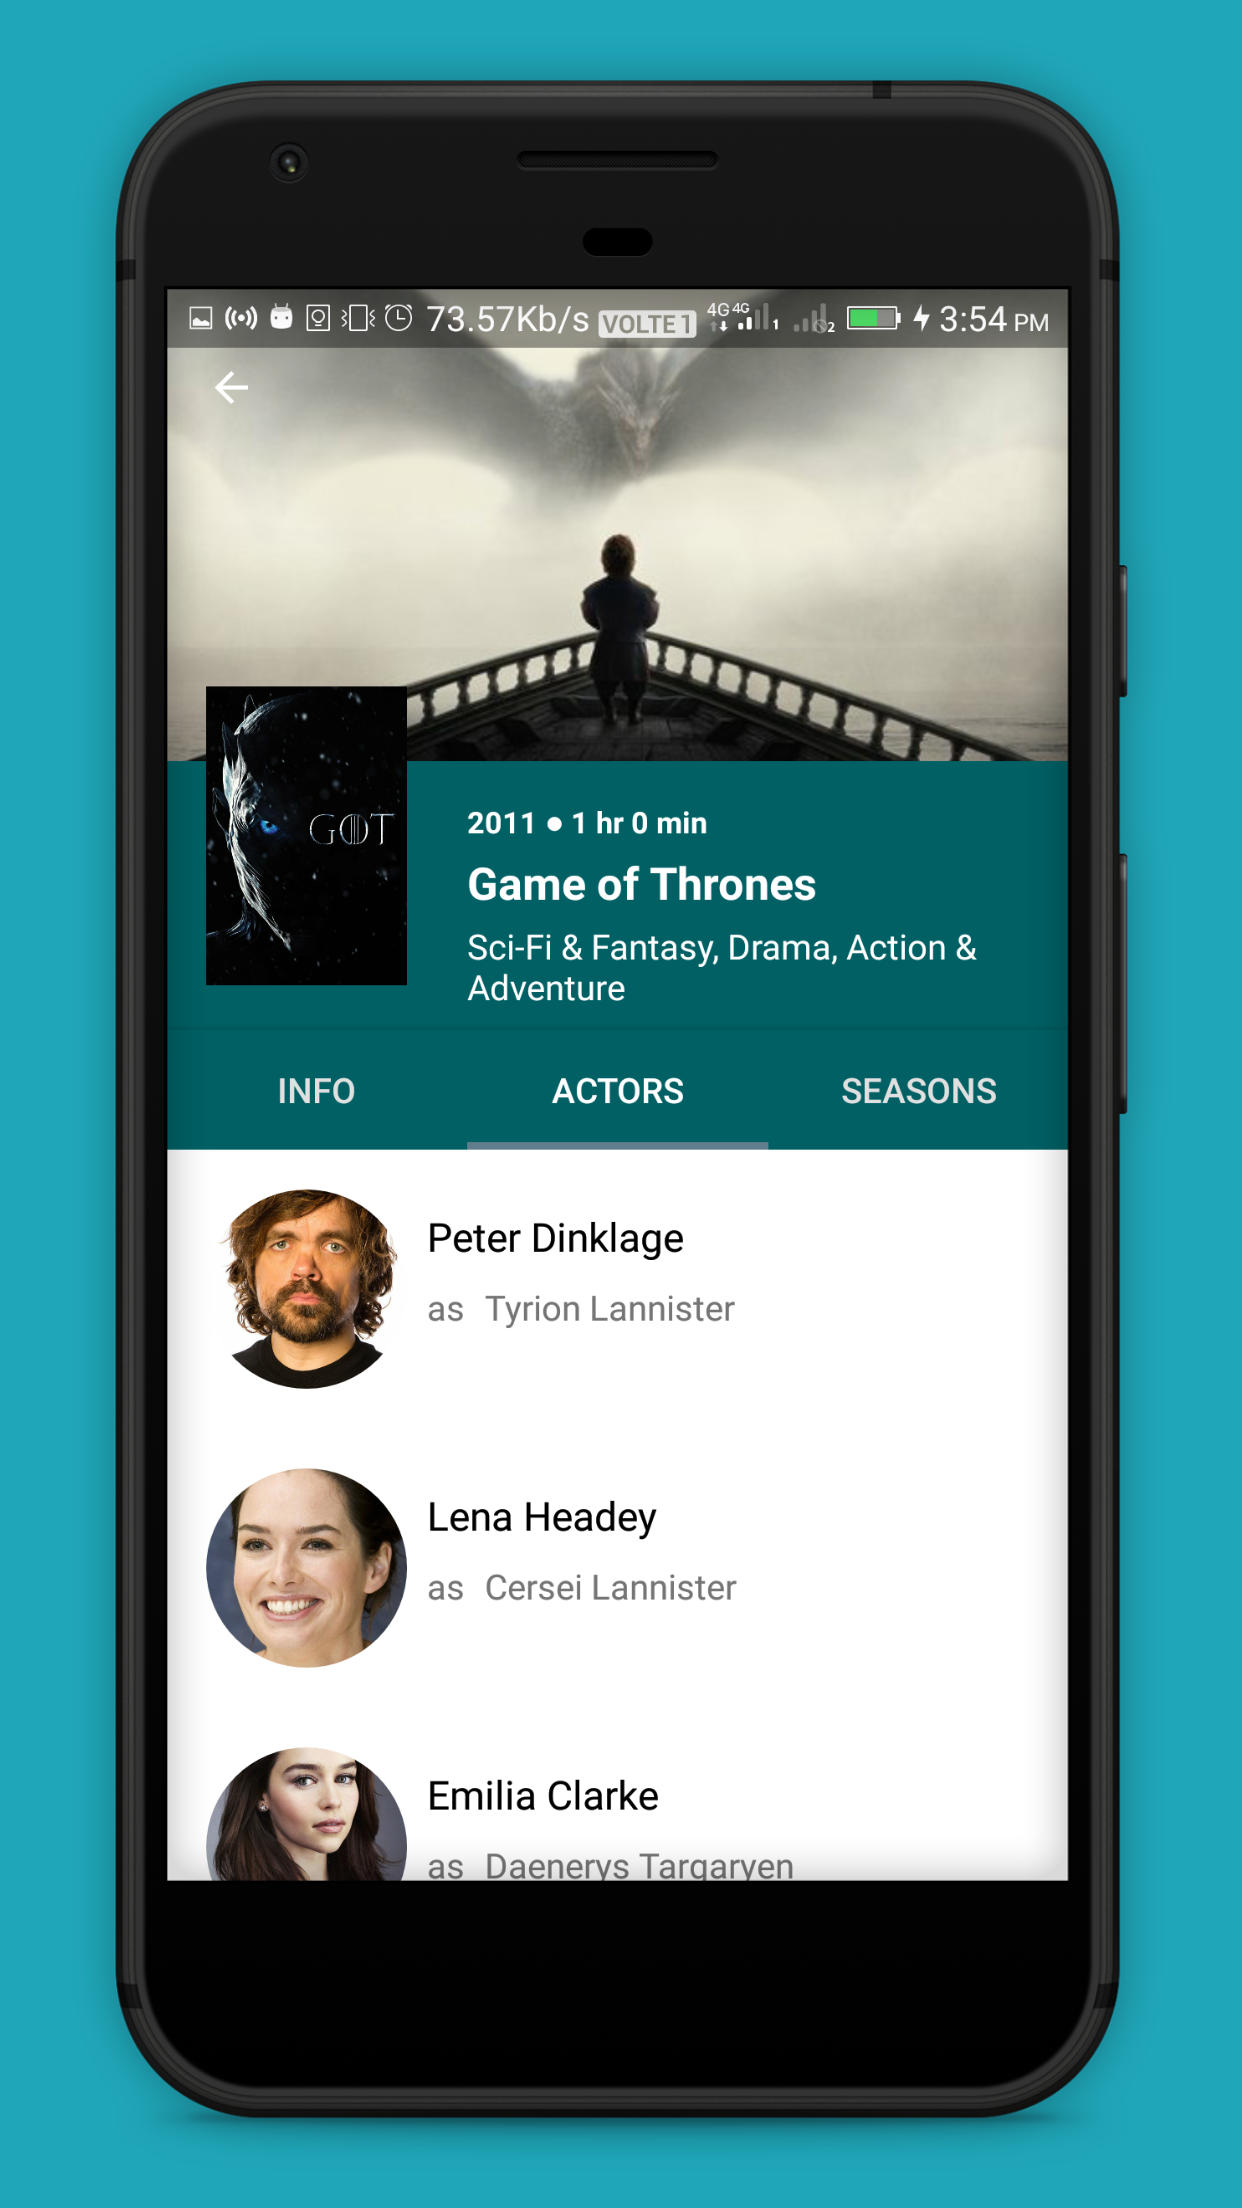 73.57Kb/s VOLTE 1 4G 4G 1 2 3:54 PM
GOT
2011 ● 1 hr 0 min
Game of Thrones
Sci-Fi & Fantasy, Drama, Action &
Adventure
INFO ACTORS SEASONS
Peter Dinklage
as Tyrion Lannister
Lena Headey
as Cersei Lannister
Emilia Clarke
as Daenerys Targaryen